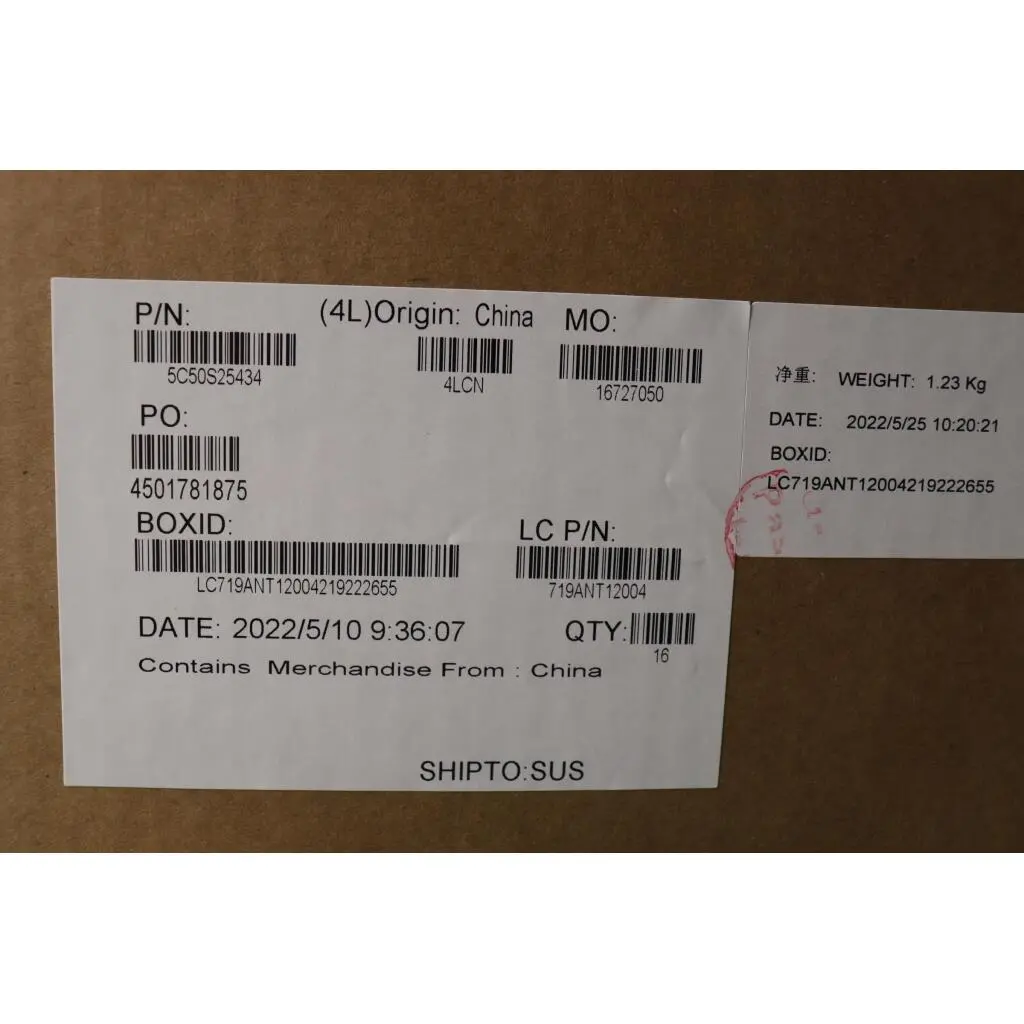 P/N: (4L)Origin: China MO:
5C50S25434 4LCN 16727050
PO:
4501781875
BOXID: LC P/N:
LC719ANT12004219222655 719ANT12004
DATE: 2022/5/10 9:36:07 QTY:
16
Contains Merchandise From : China
SHIPTO:SUS
净重: WEIGHT: 1.23 Kg
DATE: 2022/5/25 10:20:21
BOXID:
LC719ANT12004219222655